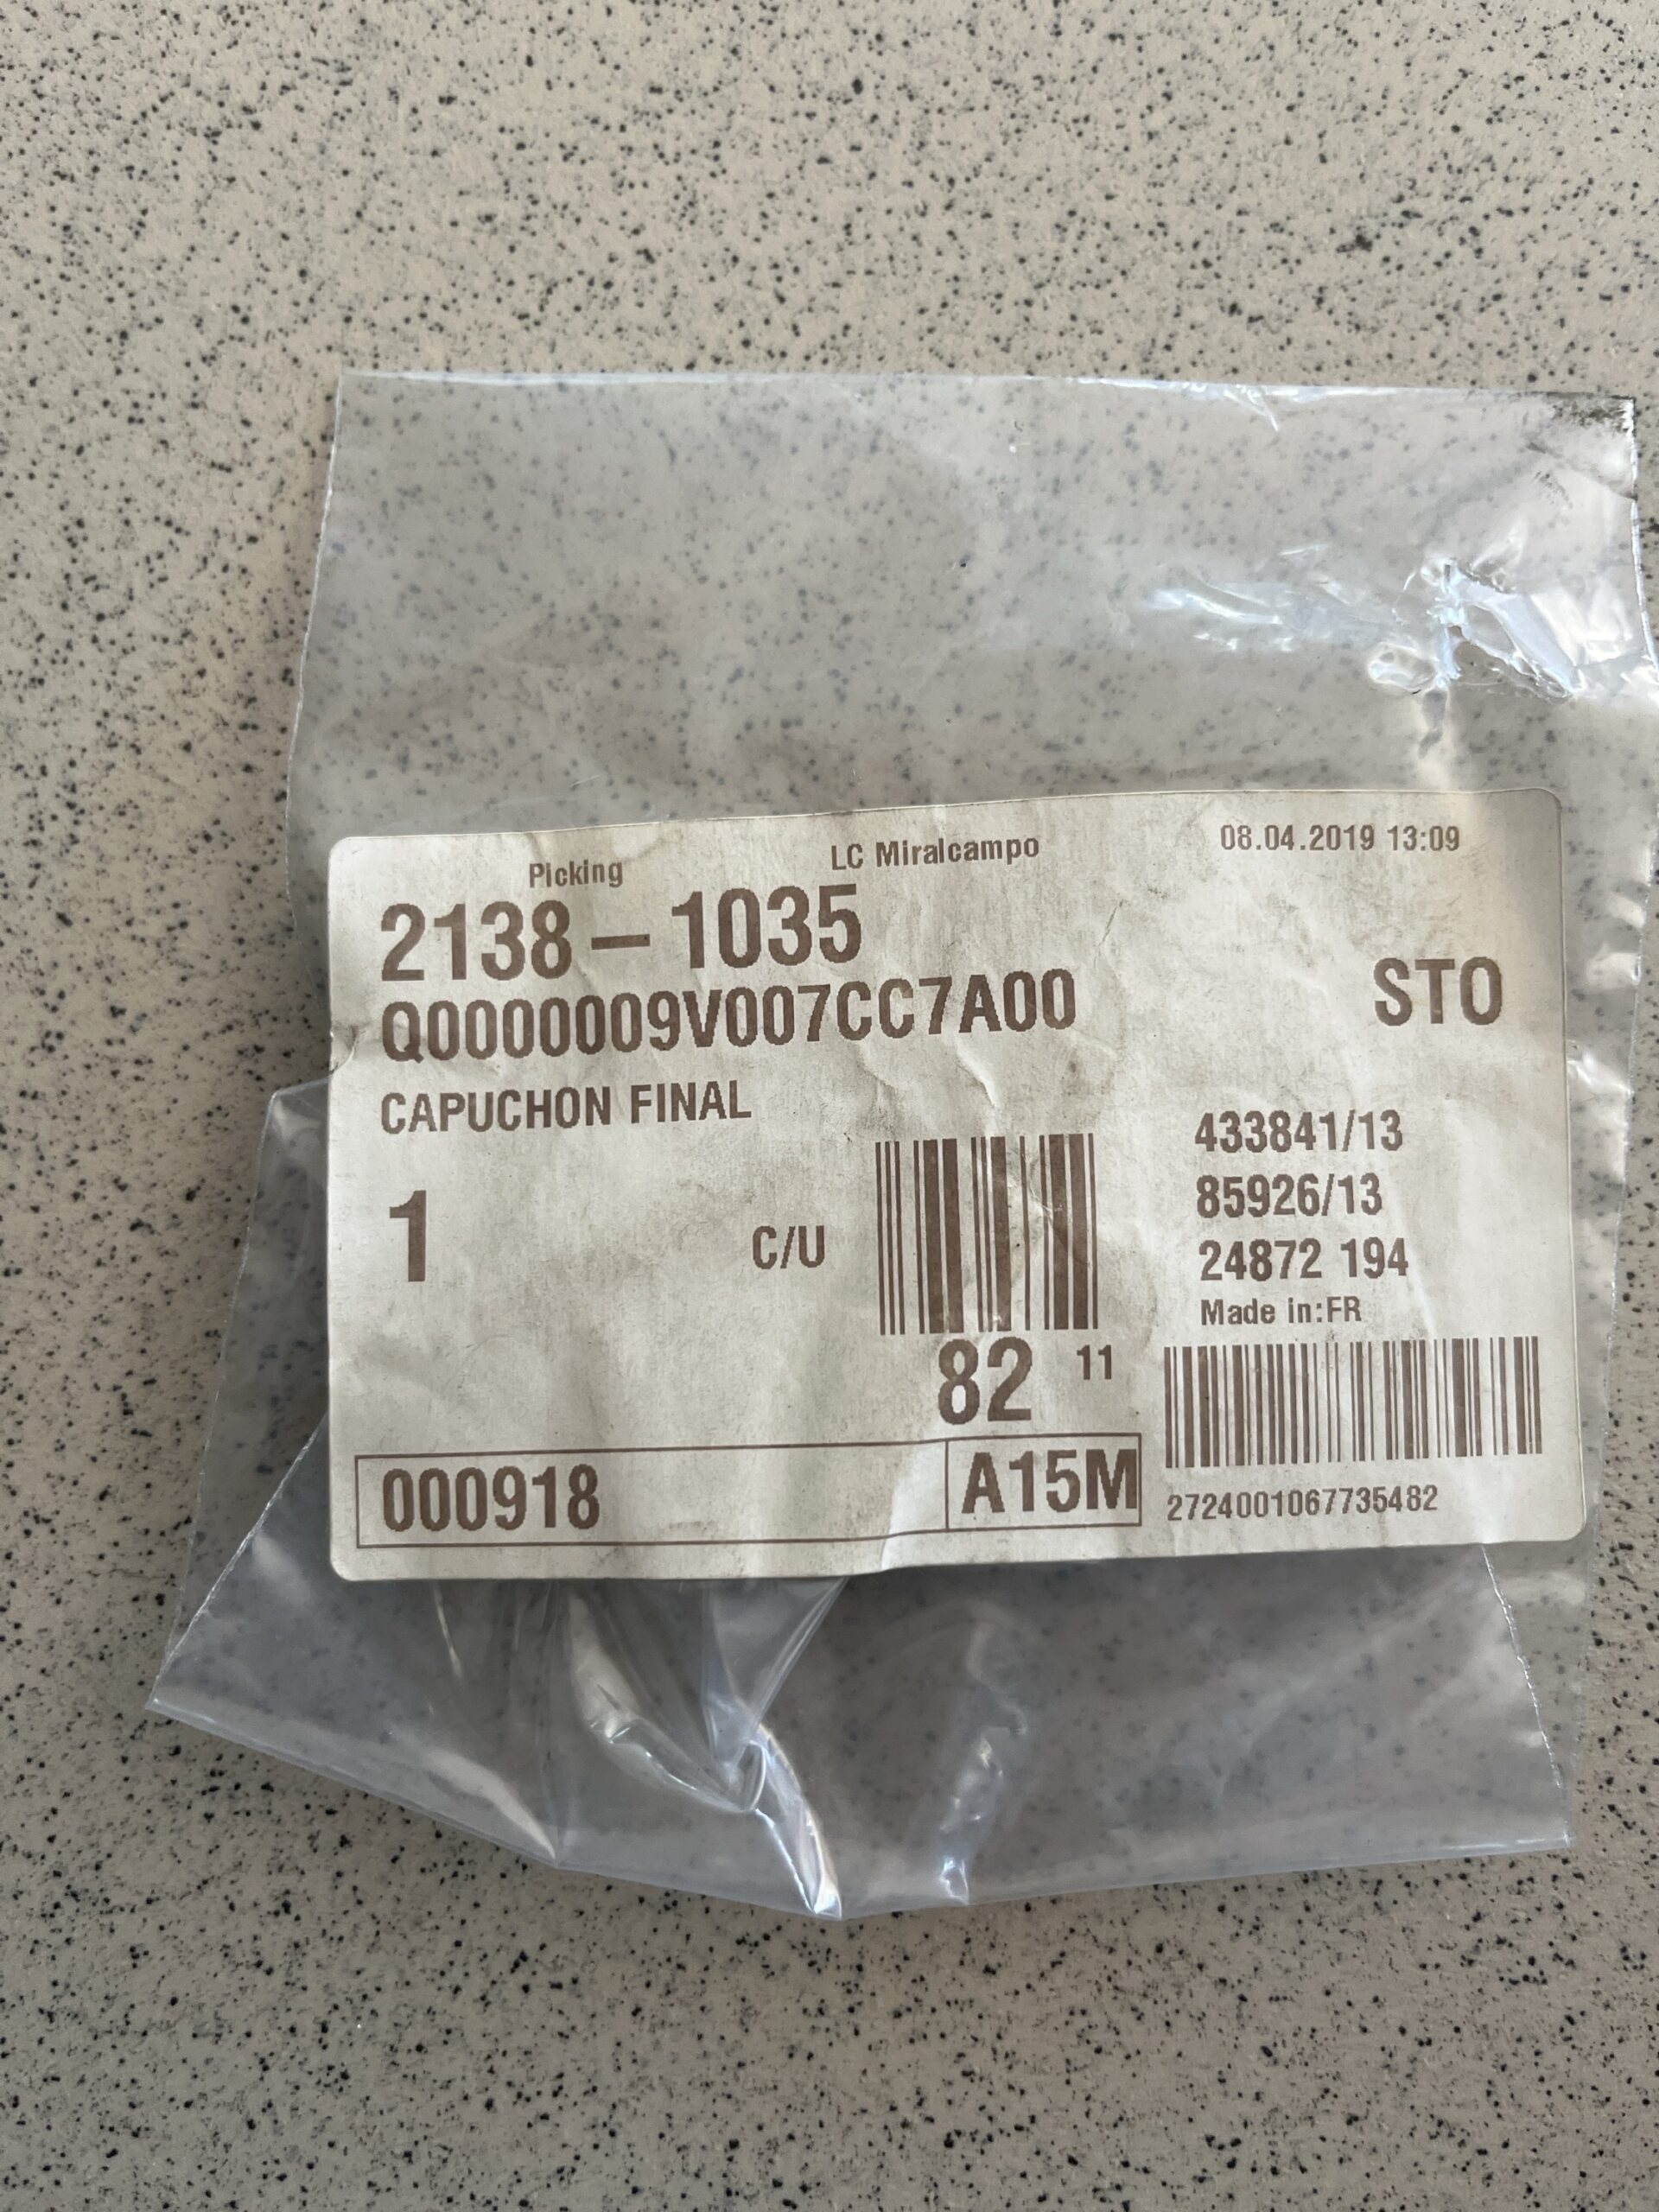 Picking LC Miralcampo 08.04.2019 13:09
2138 – 1035
Q0000009V007CC7A00 STO
CAPUCHON FINAL
1 C/U
82 11
433841/13
85926/13
24872 194
Made in:FR
000918 A15M
2724001067735482